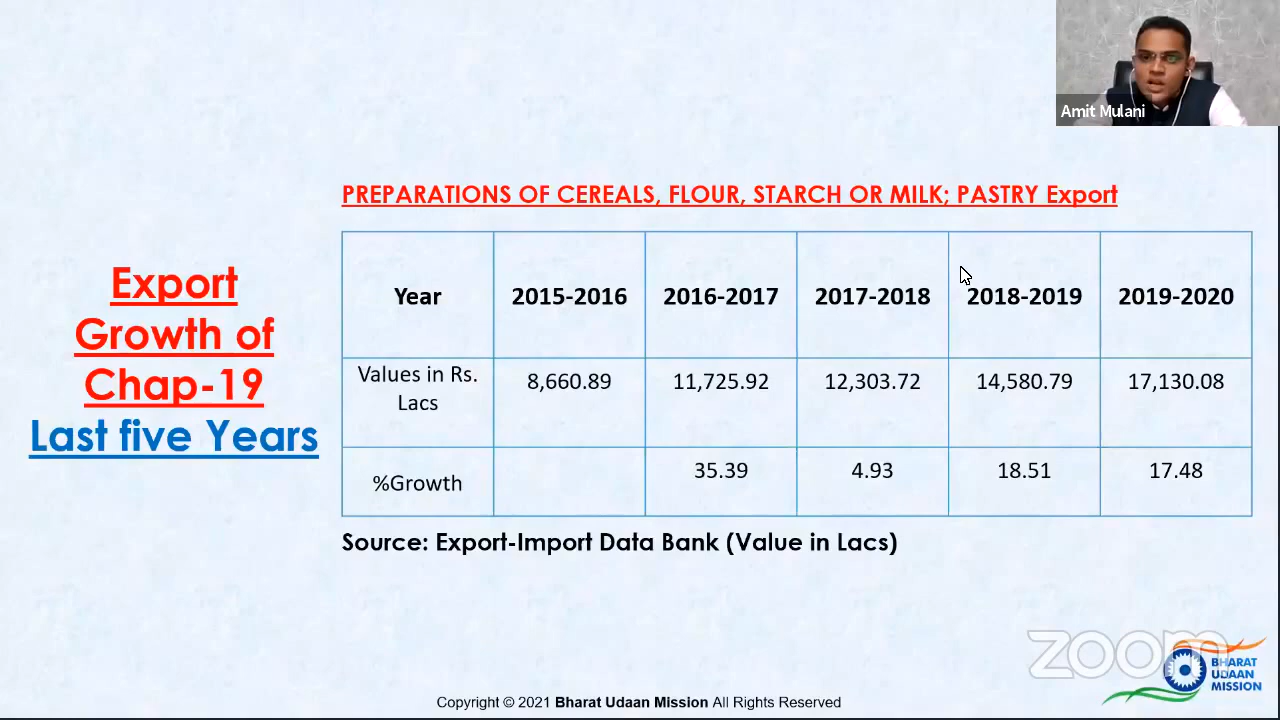 Amit Mulani
PREPARATIONS OF CEREALS, FLOUR, STARCH OR MILK; PASTRY Export
Export
Growth of
Chap-19
Last five Years
Year 2015-2016 2016-2017 2017-2018 2018-2019 2019-2020
Values in Rs.
Lacs 8,660.89 11,725.92 12,303.72 14,580.79 17,130.08
%Growth 35.39 4.93 18.51 17.48
Source: Export-Import Data Bank (Value in Lacs)
zoom
BHARAT
UDAAN
MISSION
Copyright © 2021 Bharat Udaan Mission All Rights Reserved